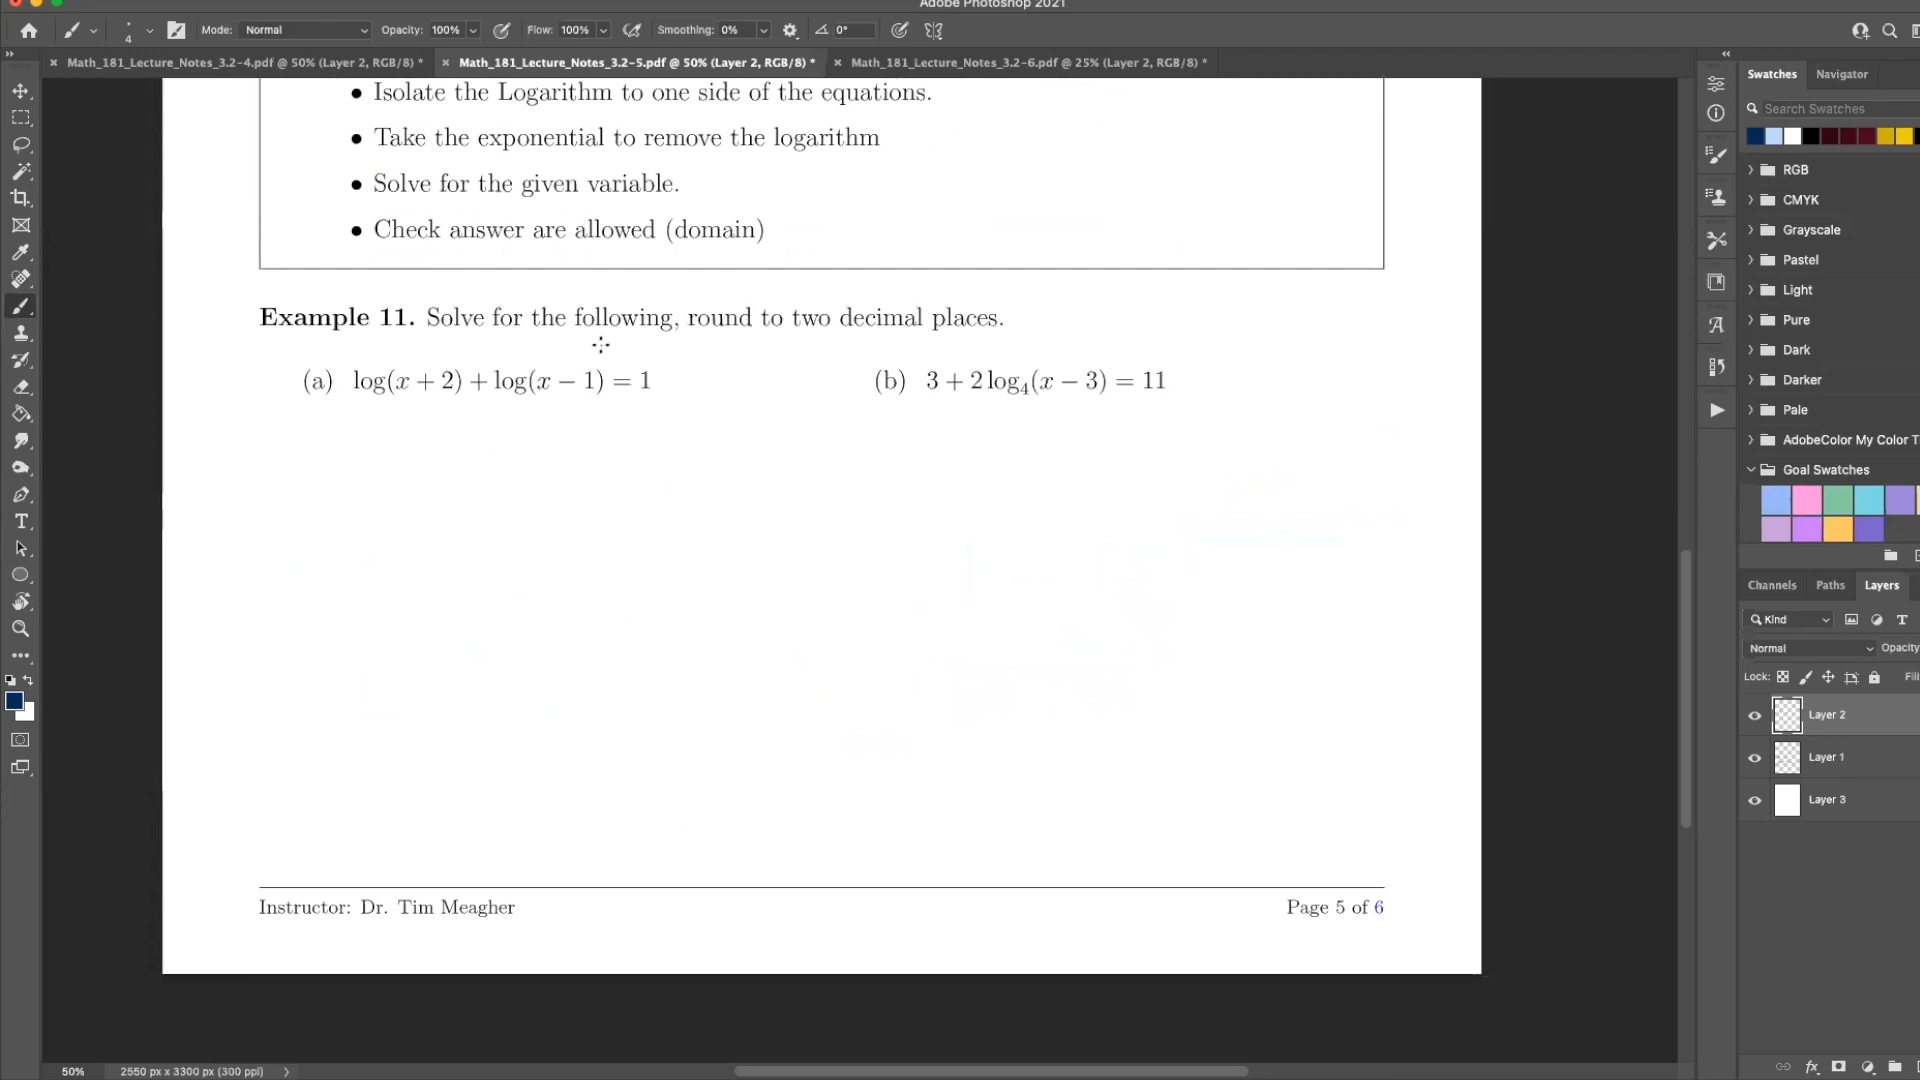 Adobe Photoshop 2021
4 Mode: Normal Opacity: 100% Flow: 100% Smoothing: 0% 0°
× Math_181_Lecture_Notes_3.2-4.pdf @ 50% (Layer 2, RGB/8) * × Math_181_Lecture_Notes_3.2-5.pdf @ 50% (Layer 2, RGB/8) * × Math_181_Lecture_Notes_3.2-6.pdf @ 25% (Layer 2, RGB/8) *
• Isolate the Logarithm to one side of the equations.
• Take the exponential to remove the logarithm
• Solve for the given variable.
• Check answer are allowed (domain)
Example 11. Solve for the following, round to two decimal places.
(a) log(x + 2) + log(x − 1) = 1
(b) 3 + 2 log₄(x − 3) = 11
Instructor: Dr. Tim Meagher Page 5 of 6
50% 2550 px x 3300 px (300 ppi)
Swatches Navigator
Search Swatches
RGB
CMYK
Grayscale
Pastel
Light
Pure
Dark
Darker
Pale
AdobeColor My Color
Goal Swatches
Channels Paths Layers
Kind
Normal Opacity
Lock:
Layer 2
Layer 1
Layer 3